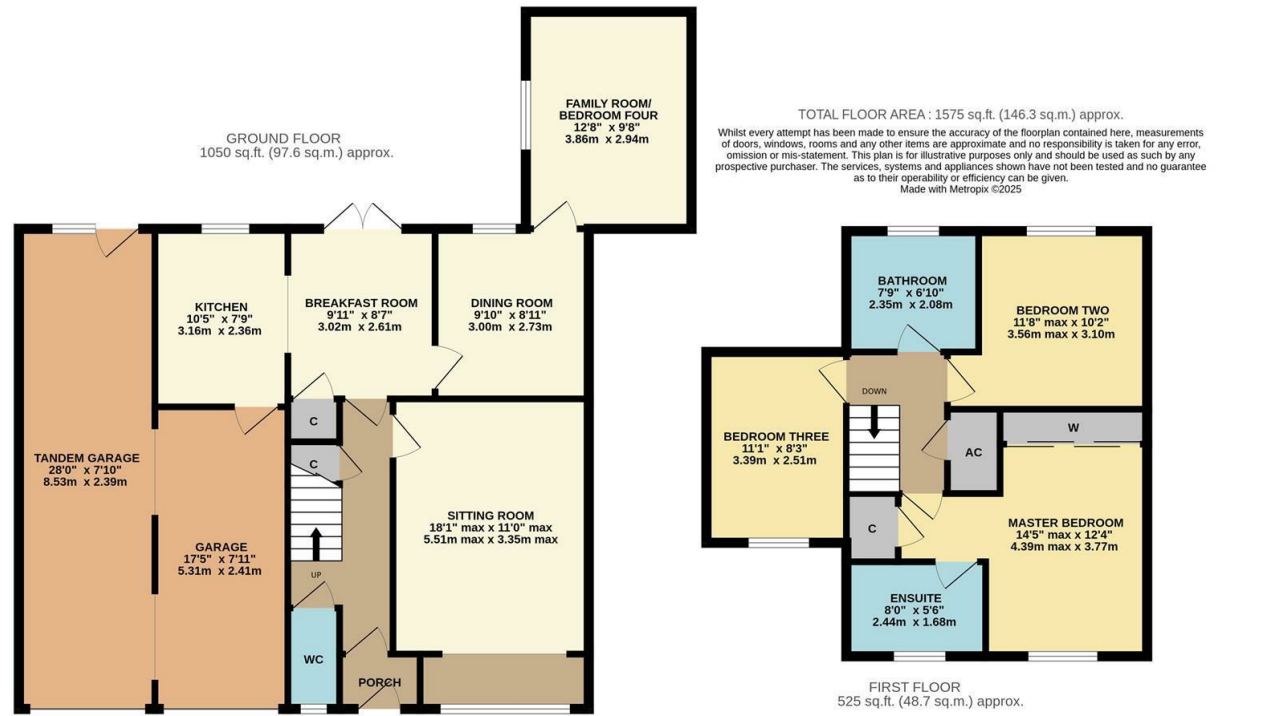 GROUND FLOOR
1050 sq.ft. (97.6 sq.m.) approx.
FAMILY ROOM/
BEDROOM FOUR
12'8" x 9'8"
3.86m x 2.94m
TOTAL FLOOR AREA : 1575 sq.ft. (146.3 sq.m.) approx.
Whilst every attempt has been made to ensure the accuracy of the floorplan contained here, measurements
of doors, windows, rooms and any other items are approximate and no responsibility is taken for any error,
omission or mis-statement. This plan is for illustrative purposes only and should be used as such by any
prospective purchaser. The services, systems and appliances shown have not been tested and no guarantee
as to their operability or efficiency can be given.
Made with Metropix ©2025
KITCHEN
10'5" x 7'9"
3.16m x 2.36m
BREAKFAST ROOM
9'11" x 8'7"
3.02m x 2.61m
DINING ROOM
9'10" x 8'11"
3.00m x 2.73m
C
C
TANDEM GARAGE
28'0" x 7'10"
8.53m x 2.39m
GARAGE
17'5" x 7'11"
5.31m x 2.41m
SITTING ROOM
18'1" max x 11'0" max
5.51m max x 3.35m max
UP
WC
PORCH
BATHROOM
7'9" x 6'10"
2.35m x 2.08m
BEDROOM TWO
11'8" max x 10'2"
3.56m max x 3.10m
DOWN
BEDROOM THREE
11'1" x 8'3"
3.39m x 2.51m
AC
W
C
MASTER BEDROOM
14'5" max x 12'4"
4.39m max x 3.77m
ENSUITE
8'0" x 5'6"
2.44m x 1.68m
FIRST FLOOR
525 sq.ft. (48.7 sq.m.) approx.